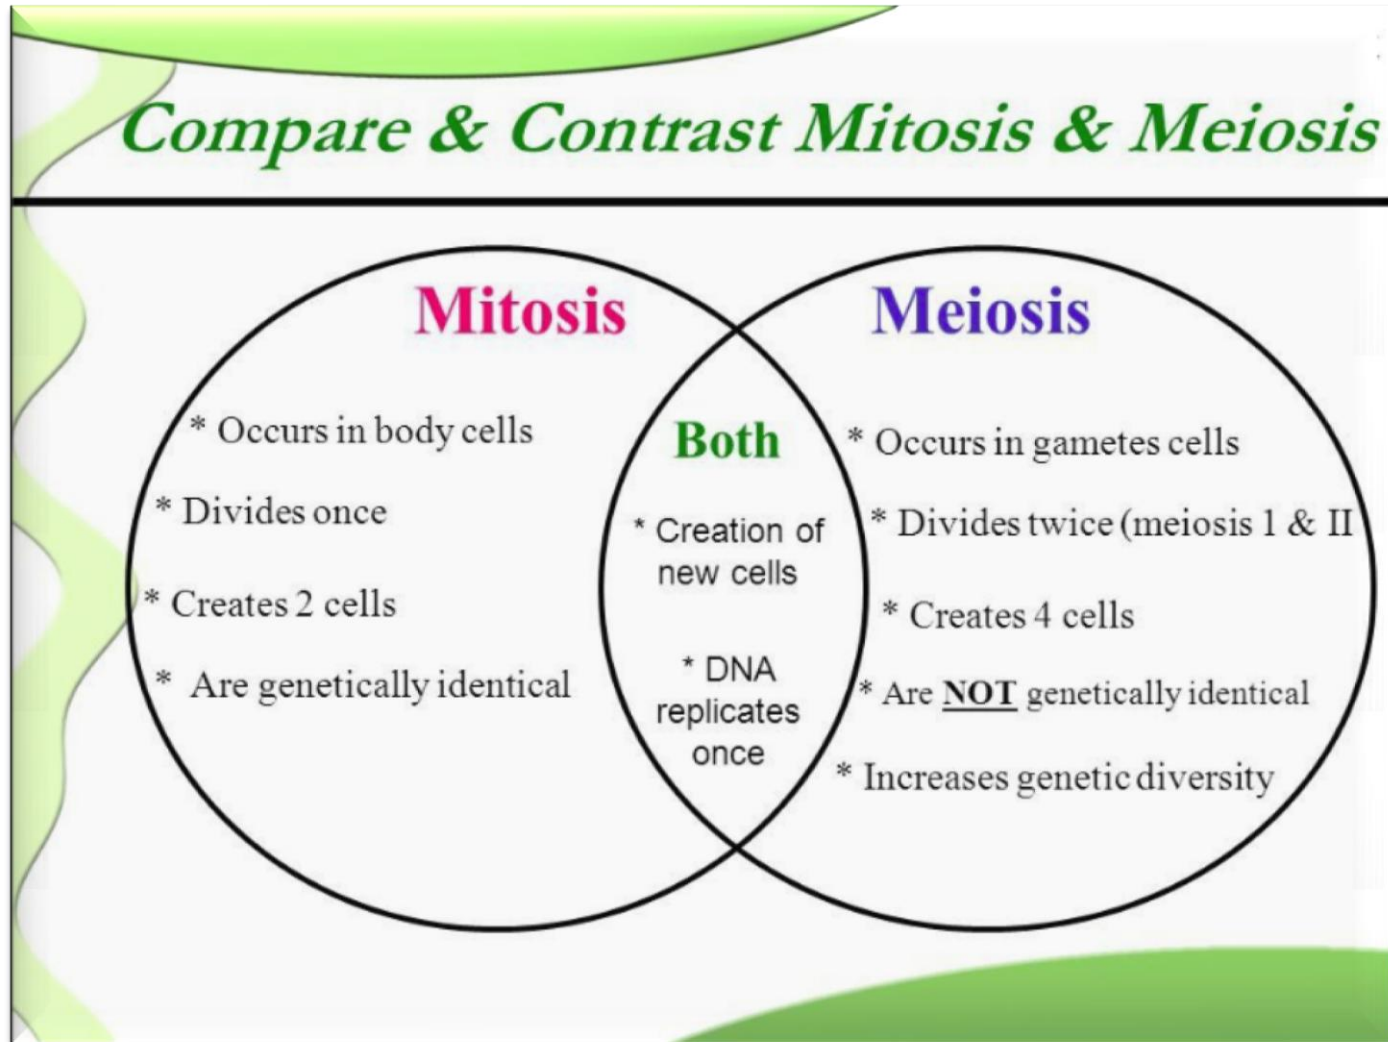 Compare & Contrast Mitosis & Meiosis
Mitosis
* Occurs in body cells
* Divides once
* Creates 2 cells
* Are genetically identical
Both
* Creation of
new cells
* DNA
replicates
once
Meiosis
* Occurs in gametes cells
* Divides twice (meiosis 1 & II
* Creates 4 cells
* Are NOT genetically identical
* Increases genetic diversity